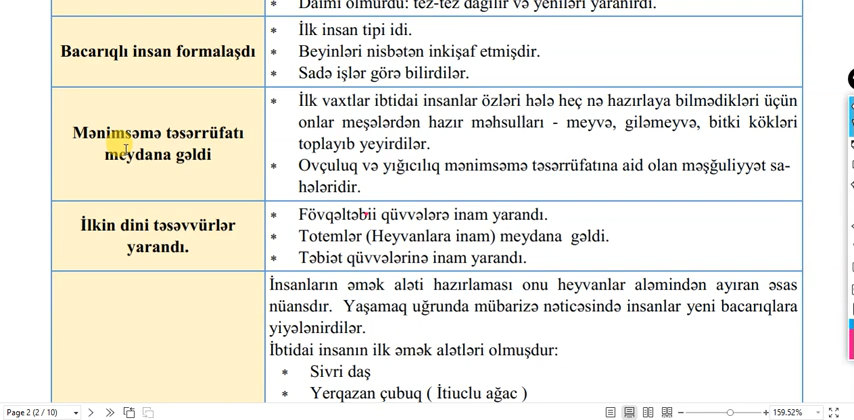 Daimi olmurdu: tez-tez dağılır və yeniləri yaranırdı.
Bacarıqlı insan formalaşdı
* İlk insan tipi idi.
* Beyinləri nisbətən inkişaf etmişdir.
* Sadə işlər görə bilirdilər.
Mənimsəmə təsərrüfatı
meydana gəldi
* İlk vaxtlar ibtidai insanlar özləri hələ heç nə hazırlaya bilmədikləri üçün
onlar meşələrdən hazır məhsulları - meyvə, giləmeyvə, bitki kökləri
toplayıb yeyirdilər.
* Ovçuluq və yığıcılıq mənimsəmə təsərrüfatına aid olan məşğuliyyət sa-
hələridir.
İlkin dini təsəvvürlər
yarandı.
* Fövqəltəbii qüvvələrə inam yarandı.
* Totemlər (Heyvanlara inam) meydana gəldi.
* Təbiət qüvvələrinə inam yarandı.
İnsanların əmək aləti hazırlaması onu heyvanlar aləmindən ayıran əsas
nüansdır. Yaşamaq uğrunda mübarizə nəticəsində insanlar yeni bacarıqlara
yiyələnirdilər.
İbtidai insanın ilk əmək alətləri olmuşdur:
* Sivri daş
* Yerqazan çubuq ( İtiuclu ağac )
Page 2 (2 / 10)
159.52%